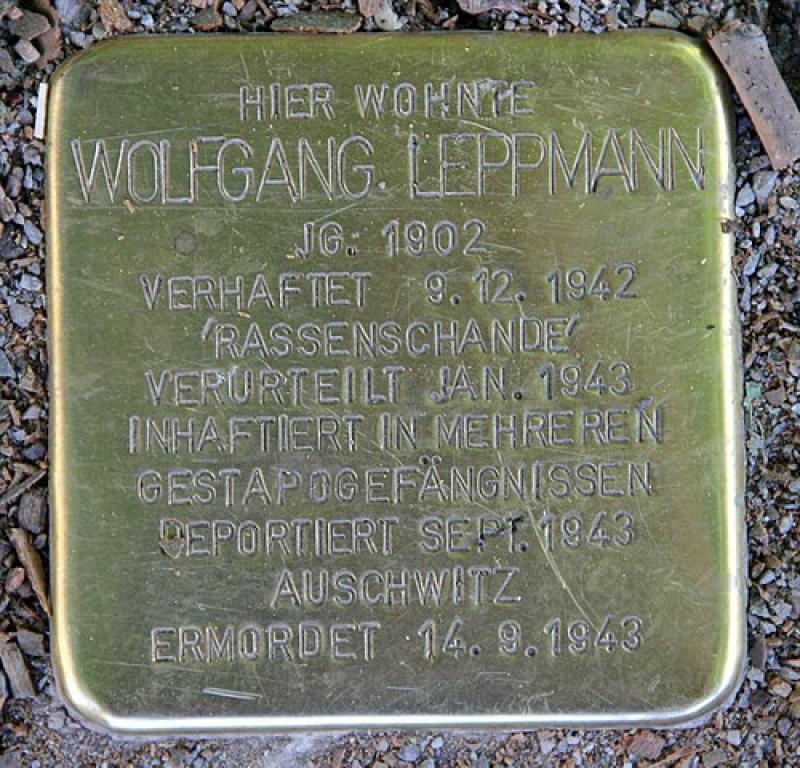 HIER WOHNTE
WOLFGANG. LEPPMANN
JG. 1902
VERHAFTET 9. 12. 1942
'RASSENSCHANDE'
VERURTEILT JAN. 1943
INHAFTIERT IN MEHREREN
GESTAPOGEFÄNGNISSEN
DEPORTIERT SEPT. 1943
AUSCHWITZ
ERMORDET 14. 9. 1943